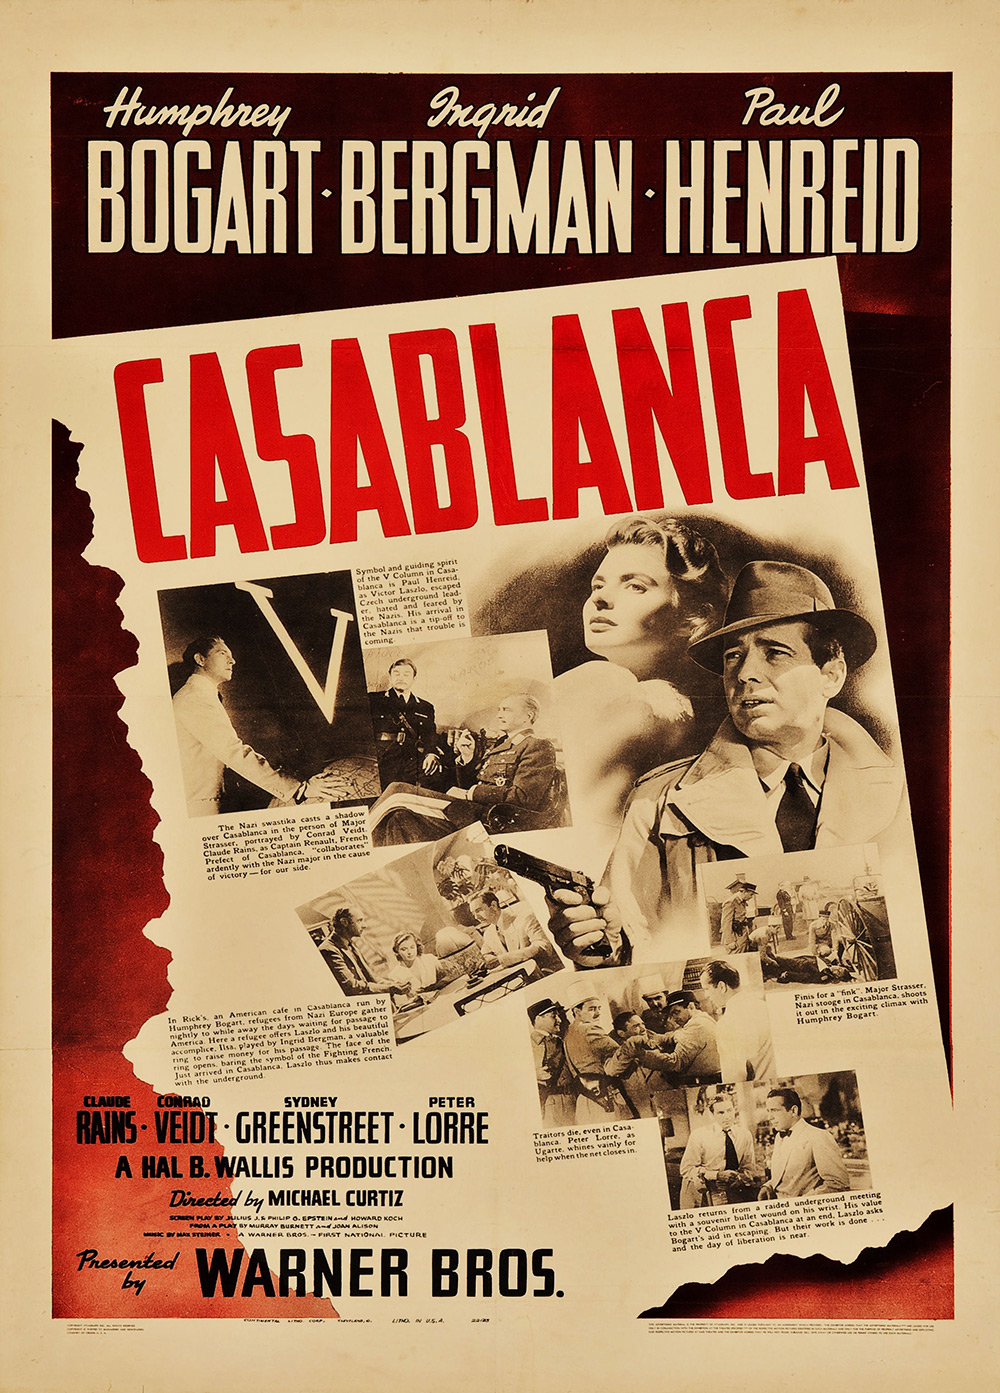 Humphrey Ingrid Paul
BOGART · BERGMAN · HENREID
CASABLANCA
Symbol and guiding spirit
of the V Column in Casa-
blanca is Paul Henreid,
as Victor Laszlo, escaped
Czech underground lead-
er, hated and feared by
the Nazis. His arrival in
Casablanca is a tip-off to
the Nazis that trouble is
coming.
V
The Nazi swastika casts a shadow
over Casablanca in the person of Major
Strasser, portrayed by Conrad Veidt.
Claude Rains, as Captain Renault, French
Prefect of Casablanca, "collaborates"
ardently with the Nazi major in the cause
of victory — for our side.
In Rick's, an American cafe in Casablanca run by
Humphrey Bogart, refugees from Nazi Europe gather
nightly to while away the days waiting for passage to
America. Here a refugee offers Laszlo and his beautiful
accomplice, Ilsa, played by Ingrid Bergman, a valuable
ring to raise money for his passage. The face of the
ring opens, baring the symbol of the Fighting French.
Just arrived in Casablanca, Laszlo thus makes contact
with the underground.
Finis for a "fink". Major Strasser,
Nazi stooge in Casablanca, shoots
it out in the exciting climax with
Humphrey Bogart.
Traitors die, even in Casa-
blanca. Peter Lorre, as
Ugarte, whines vainly for
help when the net closes in.
Laszlo returns from a raided underground meeting
with a souvenir bullet wound on his wrist. His value
to the V Column in Casablanca at an end, Laszlo asks
Bogart's aid in escaping. But their work is done - - -
and the day of liberation is near.
CLAUDE CONRAD SYDNEY PETER
RAINS · VEIDT · GREENSTREET · LORRE
A HAL B. WALLIS PRODUCTION
Directed by MICHAEL CURTIZ
SCREEN PLAY BY JULIUS J. & PHILIP G. EPSTEIN and HOWARD KOCH
FROM A PLAY BY MURRAY BURNETT and JOAN ALISON
MUSIC BY MAX STEINER · A WARNER BROS. – FIRST NATIONAL PICTURE
Presented by WARNER BROS.
CONTINENTAL LITHO. CORP. CLEVELAND, O. LITHO. IN U.S.A.